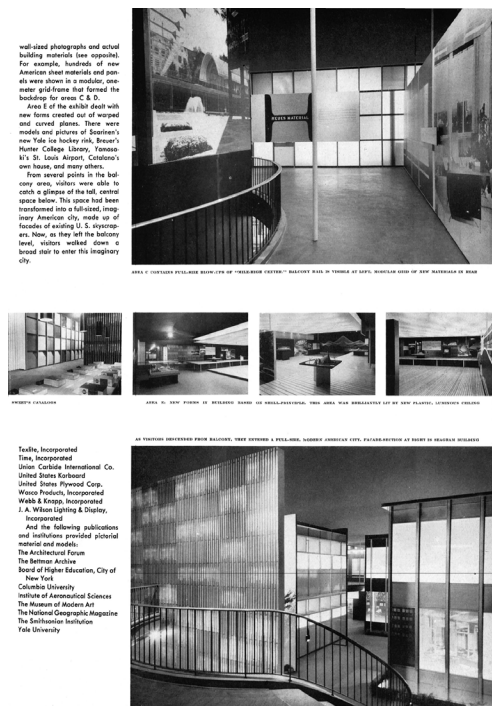 wall-sized photographs and actual
building materials (see opposite).
For example, hundreds of new
American sheet materials and pan-
els were shown in a modular, one-
meter grid-frame that formed the
backdrop for areas C & D.
Area E of the exhibit dealt with
new forms created out of warped
and curved planes. There were
models and pictures of Saarinen's
new Yale ice hockey rink, Breuer's
Hunter College Library, Yamasa-
ki's St. Louis Airport, Catalano's
own house, and many others.
From several points in the bal-
cony area, visitors were able to
catch a glimpse of the tall, central
space below. This space had been
transformed into a full-sized, imag-
inary American city, made up of
facades of existing U. S. skyscrap-
ers. Now, as they left the balcony
level, visitors walked down a
broad stair to enter this imaginary
city.
NEUER MATERIAL
AREA C CONTAINS FULL-SIZE BLOW-UPS OF "MILE-HIGH CENTER." BALCONY RAIL IS VISIBLE AT LEFT, MODULAR GRID OF NEW MATERIALS IN REAR
SWEET'S CATALOGS
AREA E: NEW FORMS IN BUILDING BASED ON SHELL-PRINCIPLE. THIS AREA WAS BRILLIANTLY LIT BY NEW PLASTIC, LUMINOUS CEILING
AS VISITORS DESCENDED FROM BALCONY, THEY ENTERED A FULL-SIZE, MODERN AMERICAN CITY. FACADE-SECTION AT RIGHT IS SEAGRAM BUILDING
Texlite, Incorporated
Time, Incorporated
Union Carbide International Co.
United States Korboard
United States Plywood Corp.
Wasco Products, Incorporated
Webb & Knapp, Incorporated
J. A. Wilson Lighting & Display,
Incorporated
And the following publications
and institutions provided pictorial
material and models:
The Architectural Forum
The Bettman Archive
Board of Higher Education, City of
New York
Columbia University
Institute of Aeronautical Sciences
The Museum of Modern Art
The National Geographic Magazine
The Smithsonian Institution
Yale University